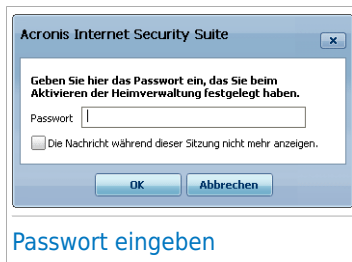 Acronis Internet Security Suite
Geben Sie hier das Passwort ein, das Sie beim
Aktivieren der Heimverwaltung festgelegt haben.
Passwort
Die Nachricht während dieser Sitzung nicht mehr anzeigen.
OK Abbrechen
Passwort eingeben